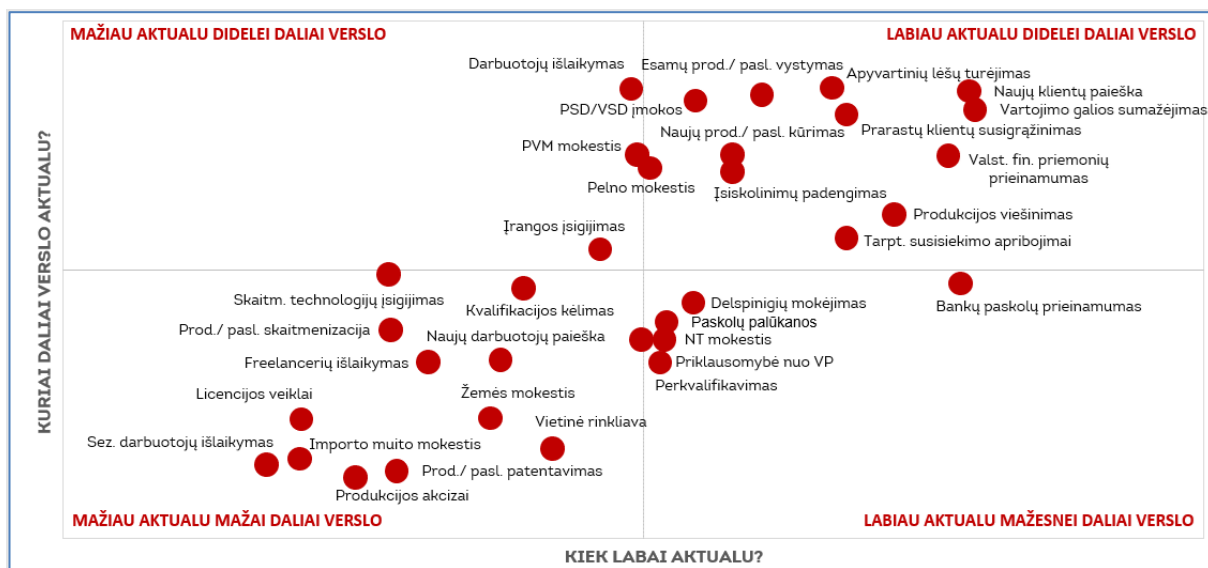 MAŽIAU AKTUALU DIDELEI DALIAI VERSLO
LABIAU AKTUALU DIDELEI DALIAI VERSLO
Darbuotojų išlaikymas
Esamų prod./ pasl. vystymas
Apyvartinių lėšų turėjimas
Naujų klientų paieška
PSD/VSD įmokos
Vartojimo galios sumažėjimas
Naujų prod./ pasl. kūrimas
Prarastų klientų susigrąžinimas
PVM mokestis
Valst. fin. priemonių
prieinamumas
Pelno mokestis
Įsiskolinimų padengimas
Produkcijos viešinimas
Įrangos įsigijimas
Tarpt. susisiekimo apribojimai
Skaitm. technologijų įsigijimas
Kvalifikacijos kėlimas
Delspinigių mokėjimas
Bankų paskolų prieinamumas
Prod./ pasl. skaitmenizacija
Naujų darbuotojų paieška
Paskolų palūkanos
NT mokestis
Freelancerių išlaikymas
Priklausomybė nuo VP
Licencijos veiklai
Žemės mokestis
Perkvalifikavimas
Sez. darbuotojų išlaikymas
Importo muito mokestis
Vietinė rinkliava
Prod./ pasl. patentavimas
Produkcijos akcizai
MAŽIAU AKTUALU MAŽAI DALIAI VERSLO
LABIAU AKTUALU MAŽESNEI DALIAI VERSLO
KURIAI DALIAI VERSLO AKTUALU?
KIEK LABAI AKTUALU?